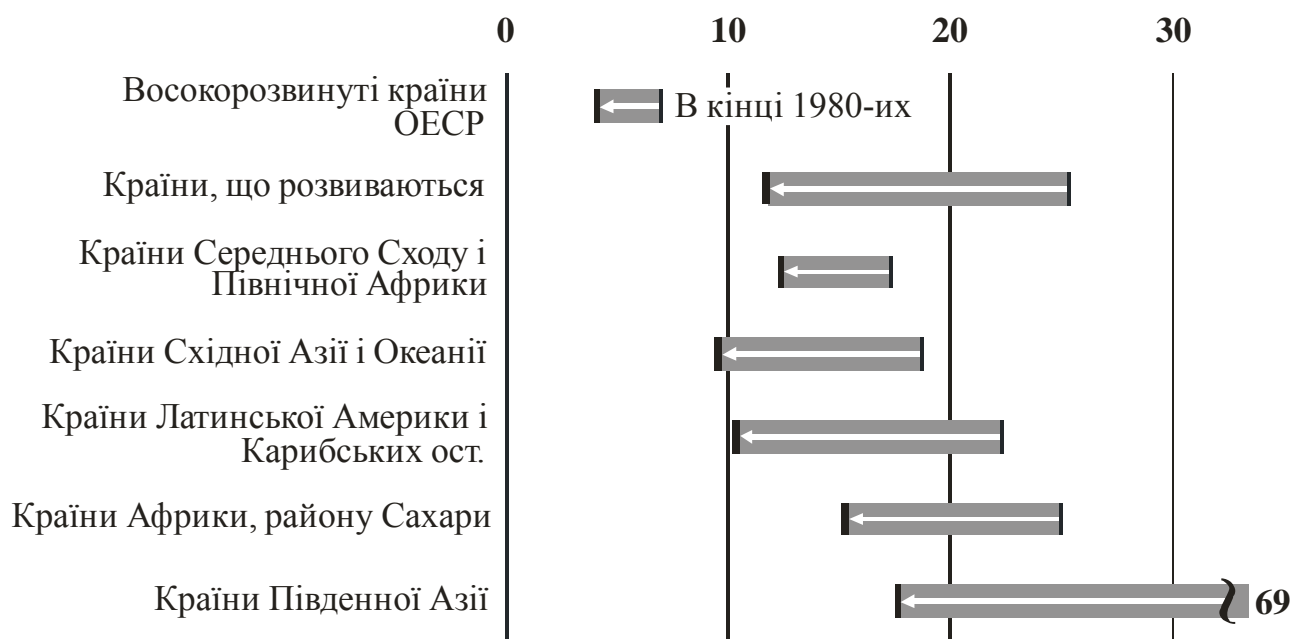 0 10 20 30
Восокорозвинуті країни
ОЕСР
В кінці 1980-их
Країни, що розвиваються
Країни Середнього Сходу і
Північної Африки
Країни Східної Азії і Океанії
Країни Латинської Америки і
Карибських ост.
Країни Африки, району Сахари
Країни Південної Азії
69